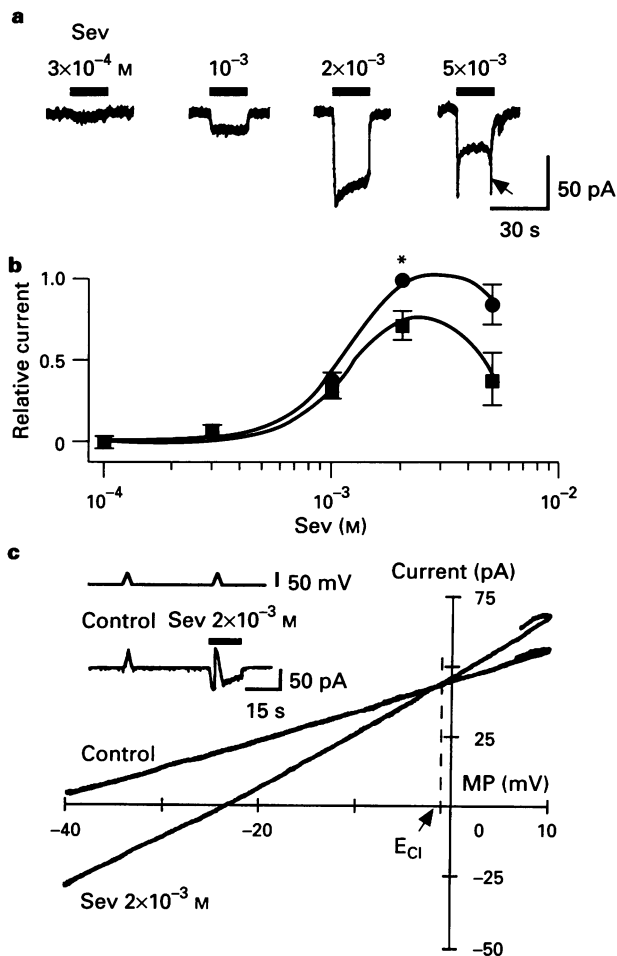 a
Sev
3×10⁻⁴ M 10⁻³ 2×10⁻³ 5×10⁻³
50 pA
30 s
b
Relative current
1.0
0.5
0
10⁻⁴ 10⁻³ 10⁻²
Sev (M)
c
50 mV
Control Sev 2×10⁻³ M
50 pA
15 s
Current (pA)
75
25
Control
MP (mV)
-40 -20 0 10
E_Cl
-25
Sev 2×10⁻³ M
-50
*